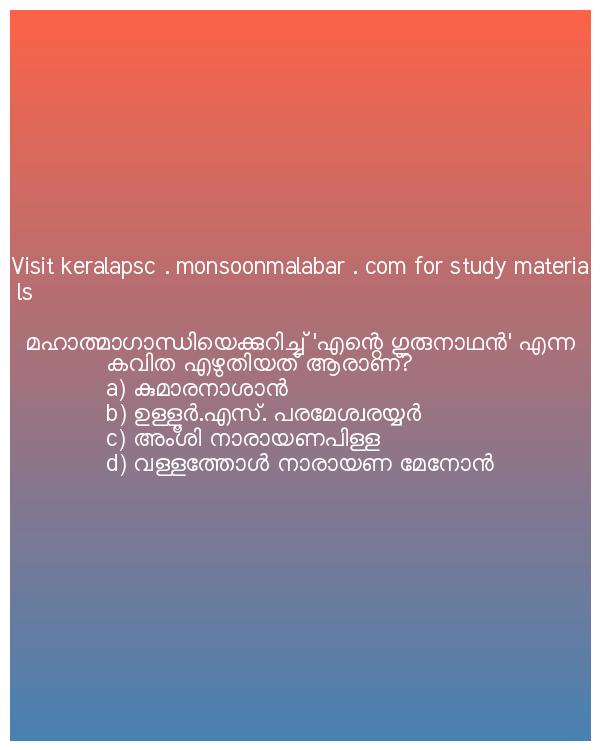 Visit keralapsc . monsoonmalabar . com for study materia
ls
മഹാത്മാഗാന്ധിയെക്കുറിച്ച് 'എന്റെ ഗുരുനാഥൻ' എന്ന
കവിത എഴുതിയത് ആരാണ്?
a) കുമാരനാശാൻ
b) ഉള്ളൂർ.എസ്. പരമേശ്വരയ്യർ
c) അംശി നാരായണപിള്ള
d) വള്ളത്തോൾ നാരായണ മേനോൻ